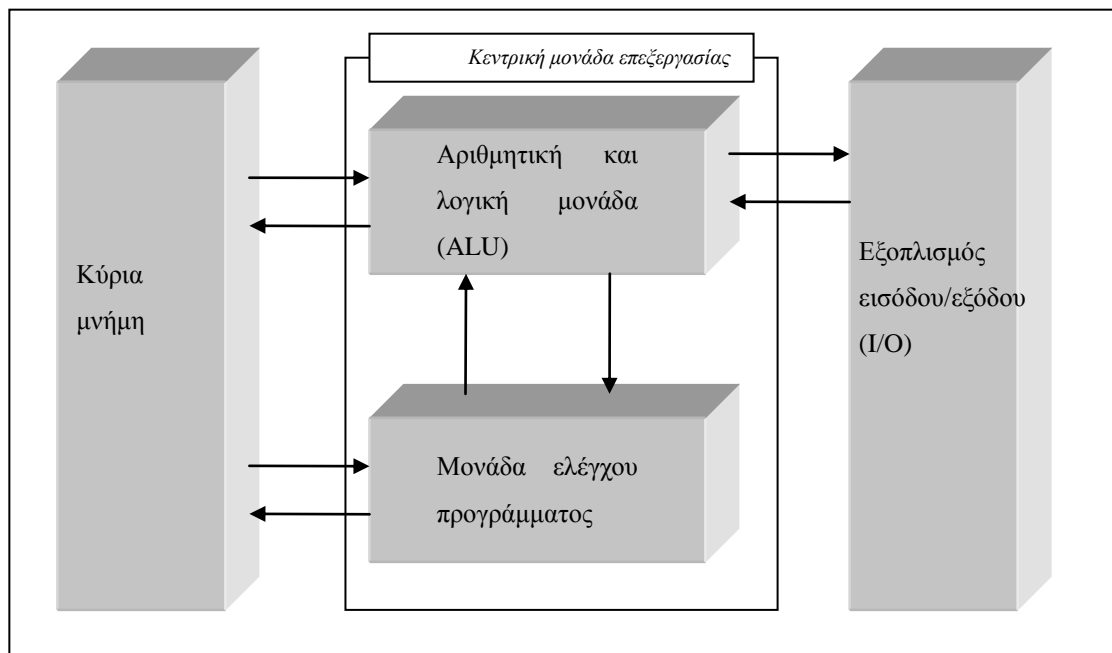 Κεντρική μονάδα επεξεργασίας
Αριθμητική και
λογική μονάδα
(ALU)
Κύρια
μνήμη
Εξοπλισμός
εισόδου/εξόδου
(I/O)
Μονάδα ελέγχου
προγράμματος